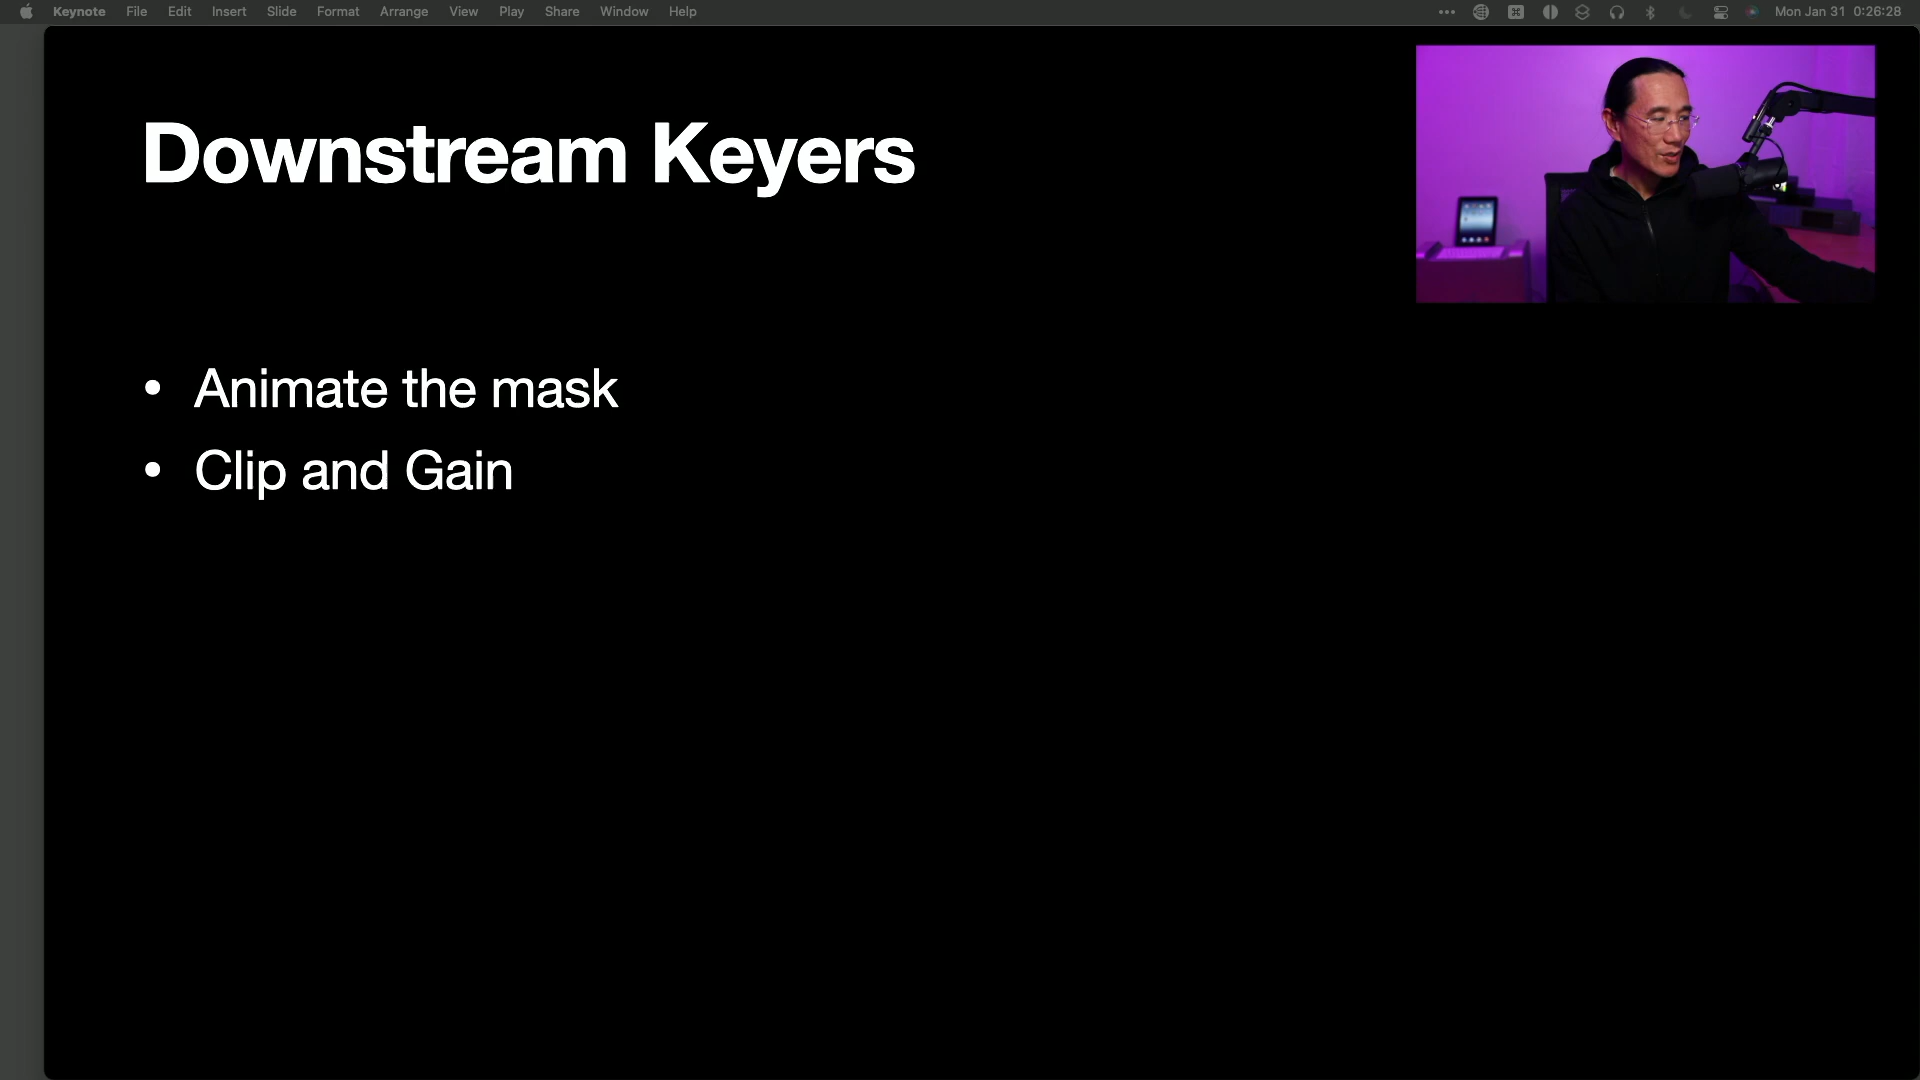 Keynote File Edit Insert Slide Format Arrange View Play Share Window Help Mon Jan 31 0:26:28
Downstream Keyers
• Animate the mask
• Clip and Gain